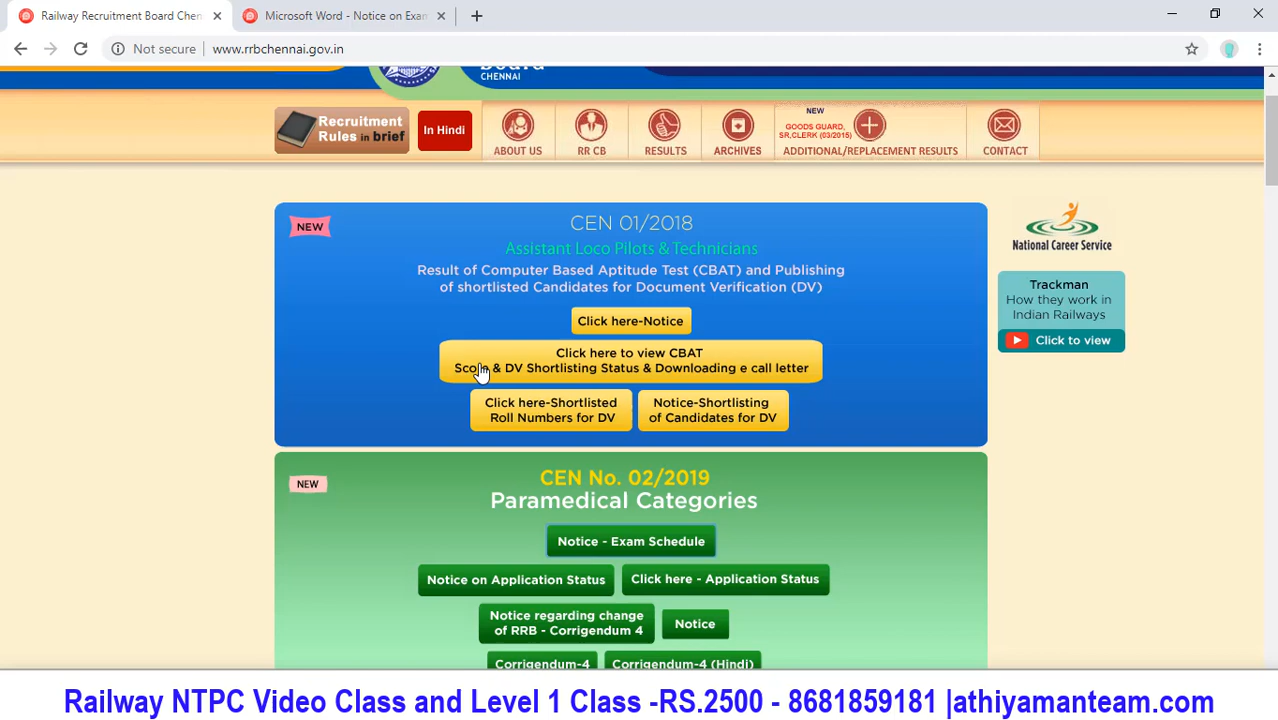 Railway Recruitment Board Chen
Microsoft Word - Notice on Exam
Not secure
www.rrbchennai.gov.in
CHENNAI
Recruitment
Rules in brief
In Hindi
ABOUT US
RR CB
RESULTS
ARCHIVES
NEW
GOODS GUARD,
SR,CLERK (03/2015)
ADDITIONAL/REPLACEMENT RESULTS
CONTACT
NEW
CEN 01/2018
Assistant Loco Pilots & Technicians
Result of Computer Based Aptitude Test (CBAT) and Publishing
of shortlisted Candidates for Document Verification (DV)
Click here-Notice
Click here to view CBAT
Score & DV Shortlisting Status & Downloading e call letter
Click here-Shortlisted
Roll Numbers for DV
Notice-Shortlisting
of Candidates for DV
National Career Service
Trackman
How they work in
Indian Railways
Click to view
NEW
CEN No. 02/2019
Paramedical Categories
Notice - Exam Schedule
Notice on Application Status
Click here - Application Status
Notice regarding change
of RRB - Corrigendum 4
Notice
Corrigendum-4
Corrigendum-4 (Hindi)
Railway NTPC Video Class and Level 1 Class -RS.2500 - 8681859181 |athiyamanteam.com